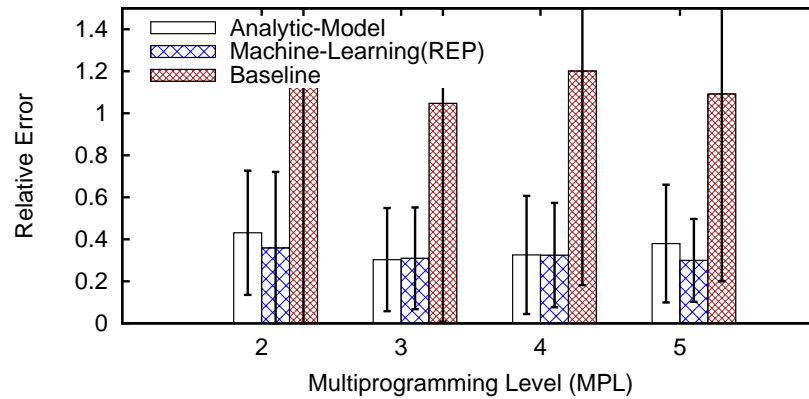 Analytic-Model
Machine-Learning(REP)
Baseline
1.4
1.2
1
0.8
0.6
0.4
0.2
0
Relative Error
2 3 4 5
Multiprogramming Level (MPL)